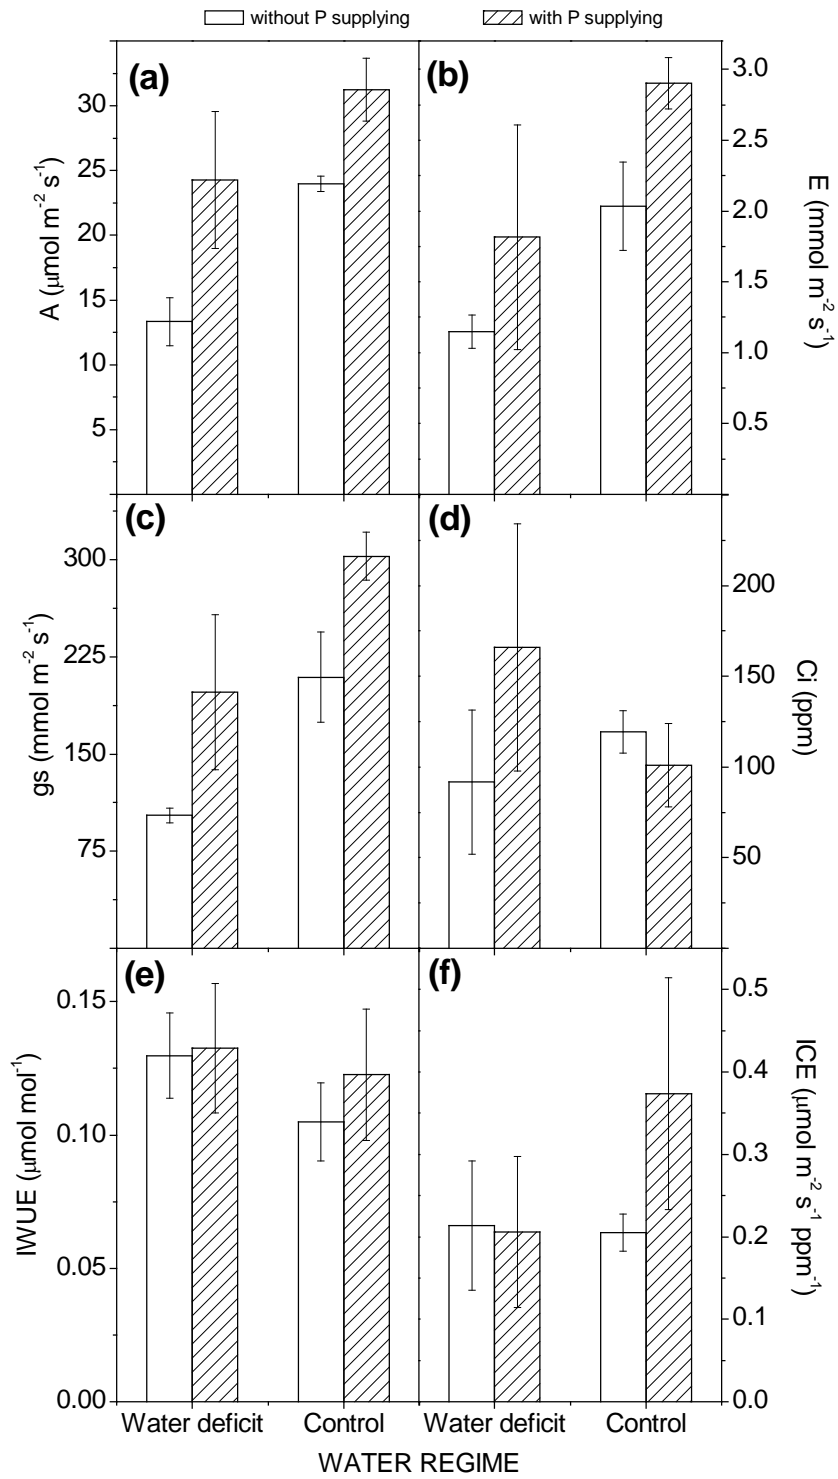 without P supplying with P supplying
(a) (b)
30
25
20
15
10
5
A (μmol m⁻² s⁻¹)
3.0
2.5
2.0
1.5
1.0
0.5
E (mmol m⁻² s⁻¹)
(c) (d)
300
225
150
75
gs (mmol m⁻² s⁻¹)
200
150
100
50
Ci (ppm)
(e) (f)
0.15
0.10
0.05
0.00
IWUE (μmol mol⁻¹)
0.5
0.4
0.3
0.2
0.1
0.0
ICE (μmol m⁻² s⁻¹ ppm⁻¹)
Water deficit Control Water deficit Control
WATER REGIME